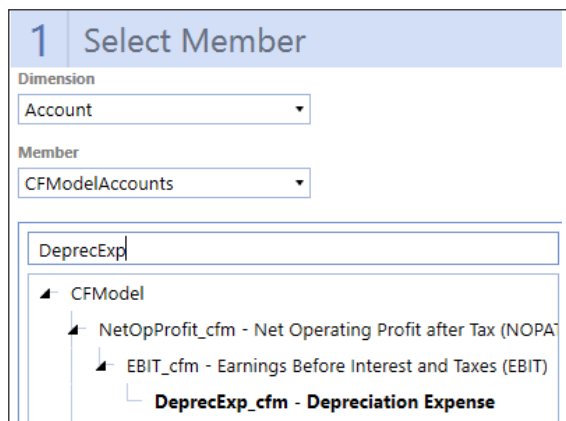 1 Select Member
Dimension
Account
Member
CFModelAccounts
DeprecExp
CFModel
NetOpProfit_cfm - Net Operating Profit after Tax (NOPAT
EBIT_cfm - Earnings Before Interest and Taxes (EBIT)
DeprecExp_cfm - Depreciation Expense